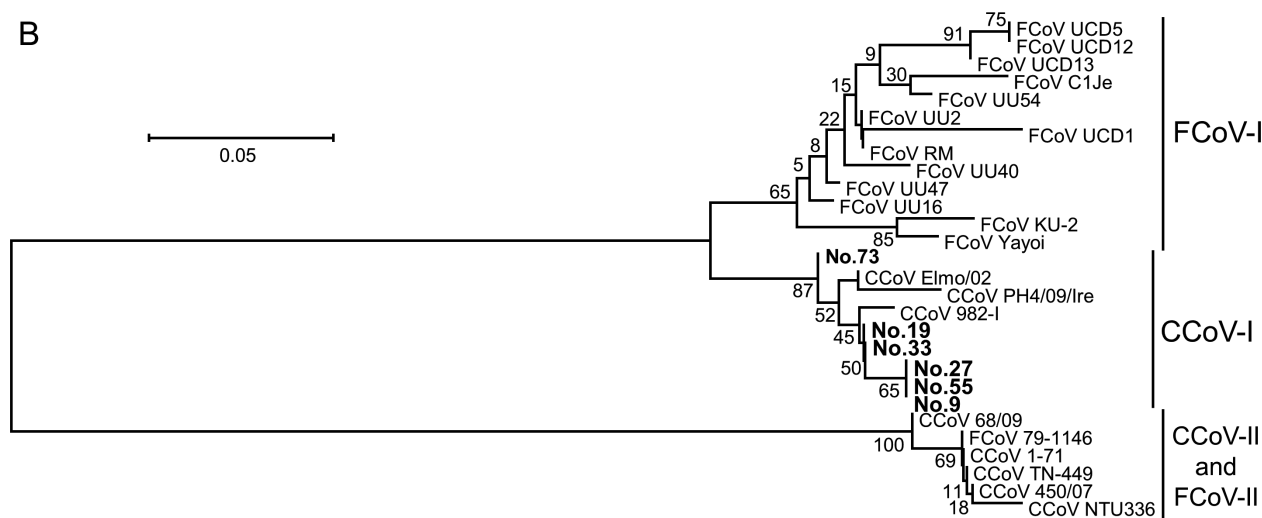 B
75
FCoV UCD5
91
FCoV UCD12
9
FCoV UCD13
30
FCoV C1Je
15
FCoV UU54
22
FCoV UU2
FCoV-I
8
FCoV UCD1
0.05
FCoV RM
5
FCoV UU40
65
FCoV UU47
FCoV UU16
FCoV KU-2
85
FCoV Yayoi
No.73
87
CCoV Elmo/02
CCoV PH4/09/Ire
52
CCoV 982-I
45
No.19
CCoV-I
No.33
50
No.27
65
No.55
No.9
CCoV 68/09
100
FCoV 79-1146
CCoV-II
and
FCoV-II
69
CCoV 1-71
CCoV TN-449
11
CCoV 450/07
18
CCoV NTU336